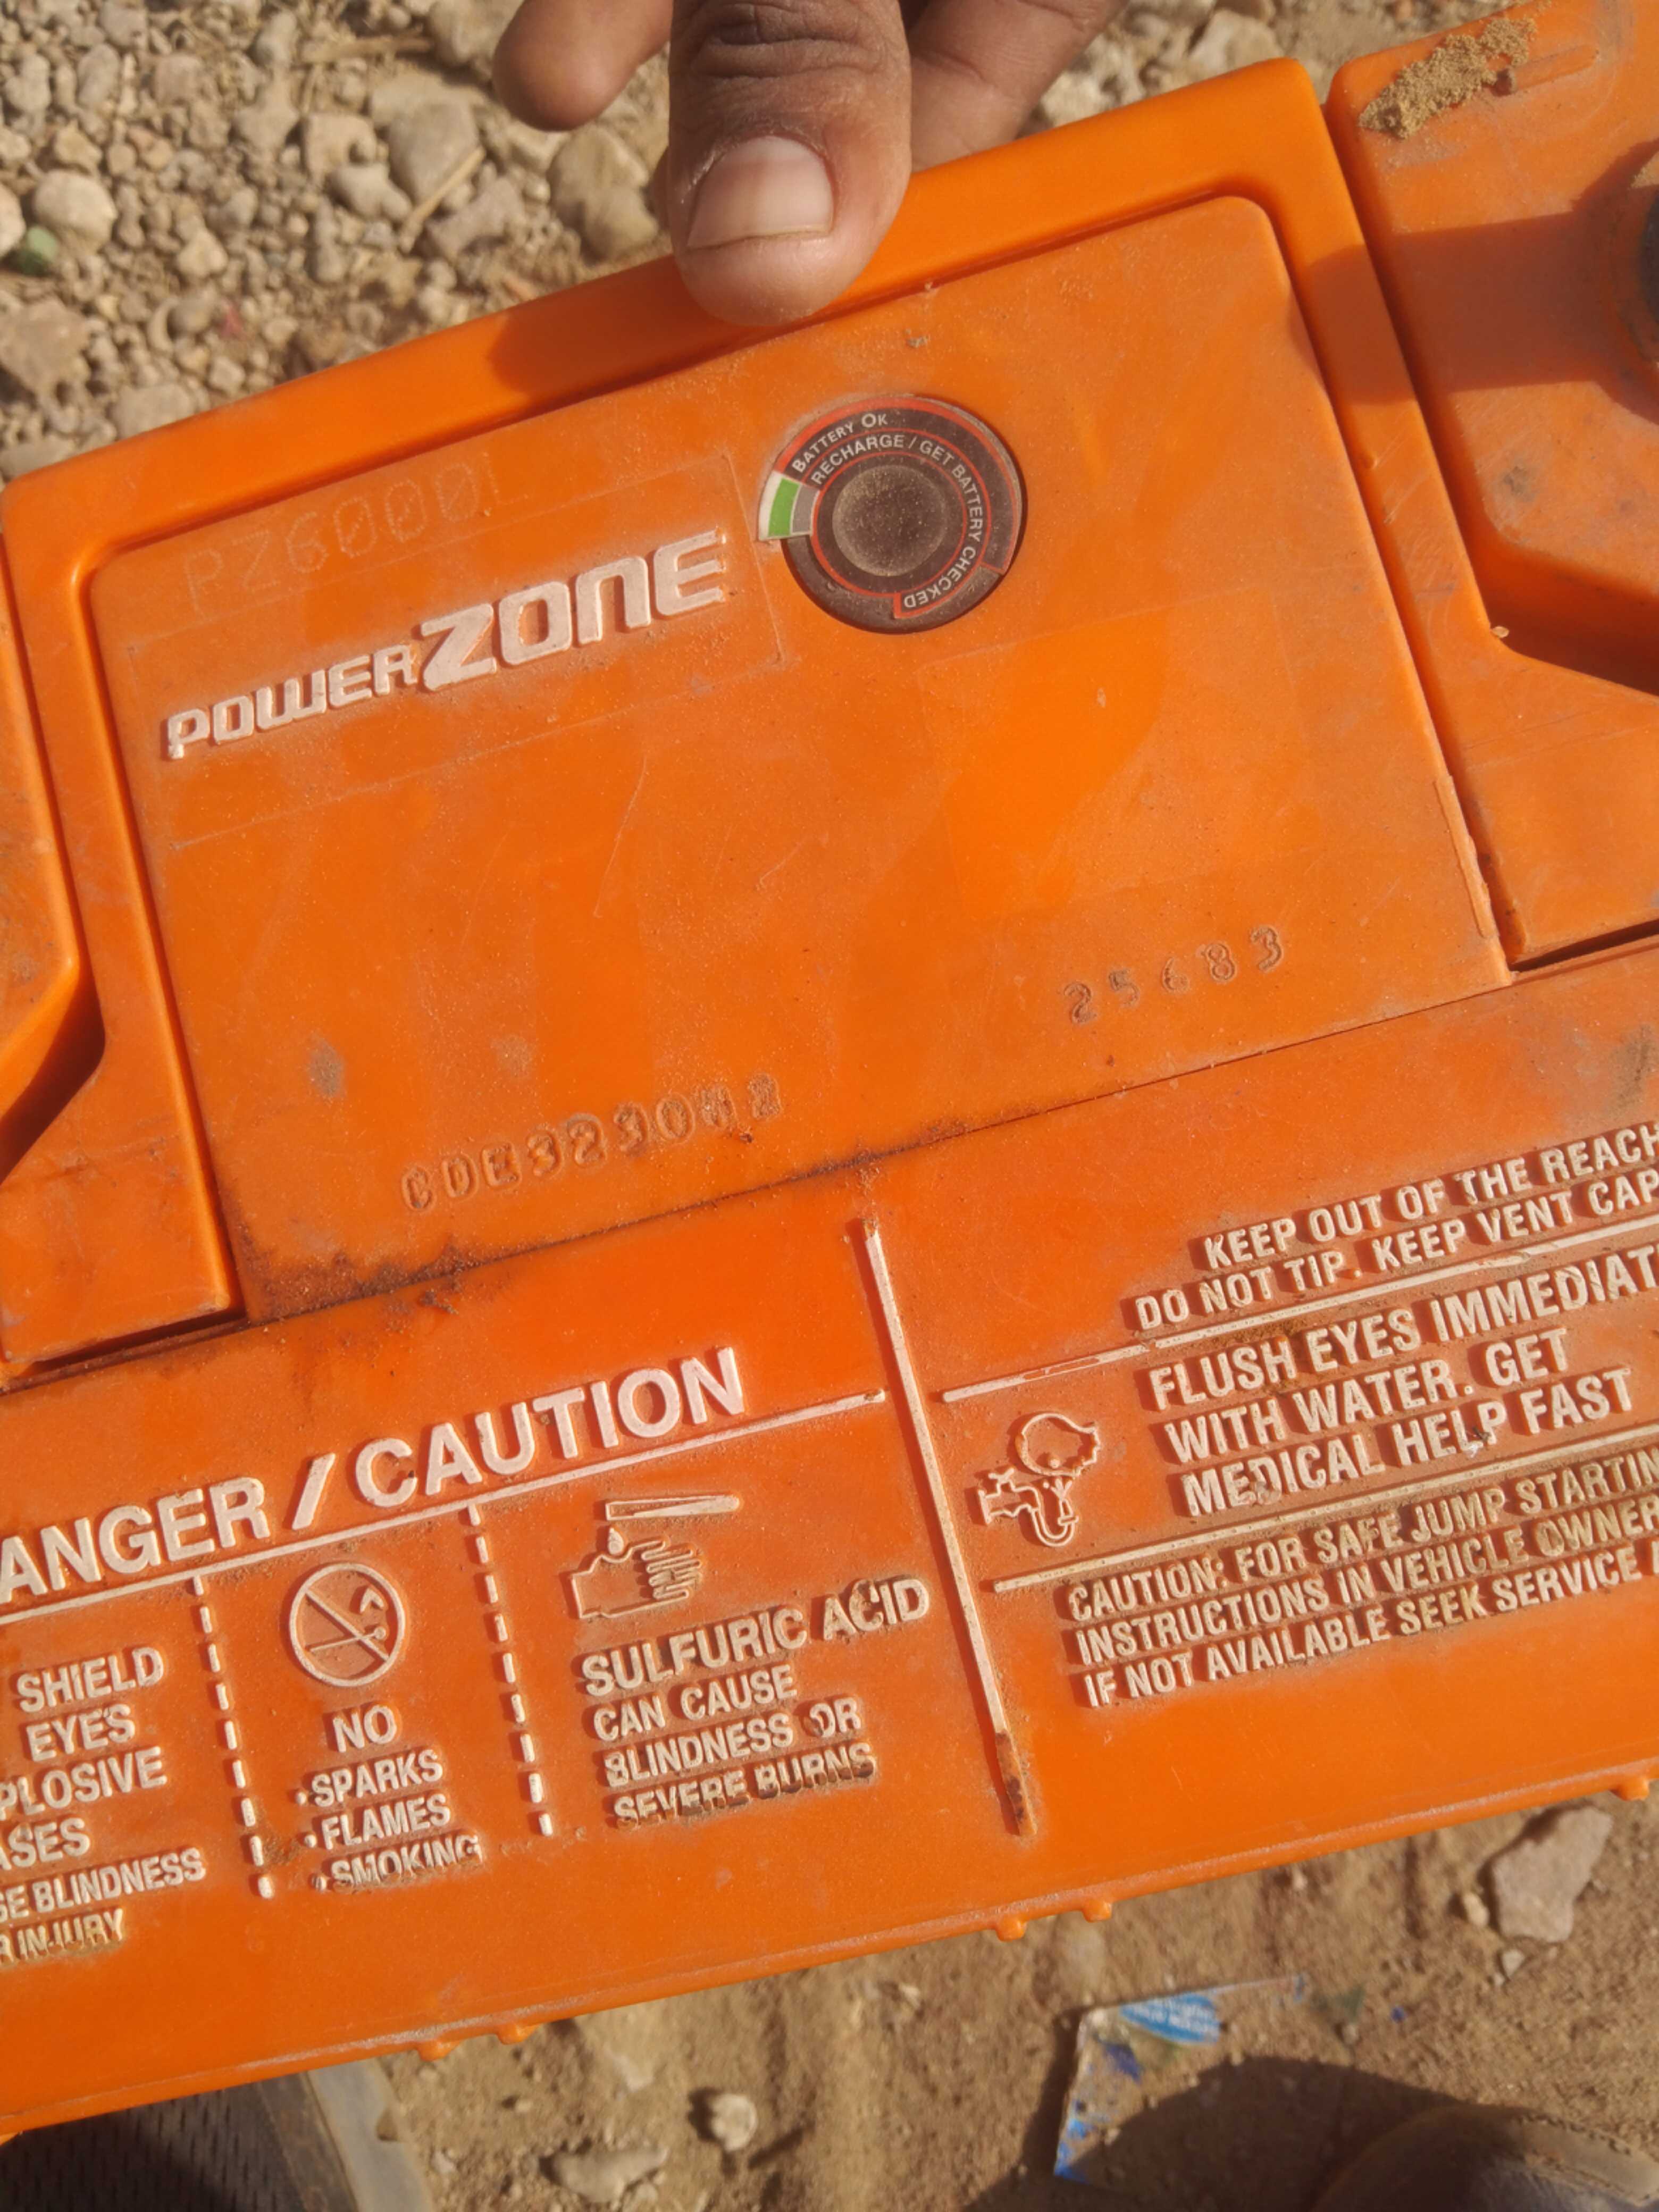 BATTERY OK
RECHARGE / GET BATTERY CHECKED
PZ6000L
POWERZONE
KEEP OUT OF THE REACH
DO NOT TIP. KEEP VENT CAP
FLUSH EYES IMMEDIAT
WITH WATER. GET
MEDICAL HELP FAST
CAUTION: FOR SAFE JUMP STARTIN
INSTRUCTIONS IN VEHICLE OWNER
IF NOT AVAILABLE SEEK SERVICE
ANGER / CAUTION
SHIELD
EYES
PLOSIVE
ASES
SE BLINDNESS
R INJURY
NO
• SPARKS
• FLAMES
• SMOKING
SULFURIC ACID
CAN CAUSE
BLINDNESS OR
SEVERE BURNS